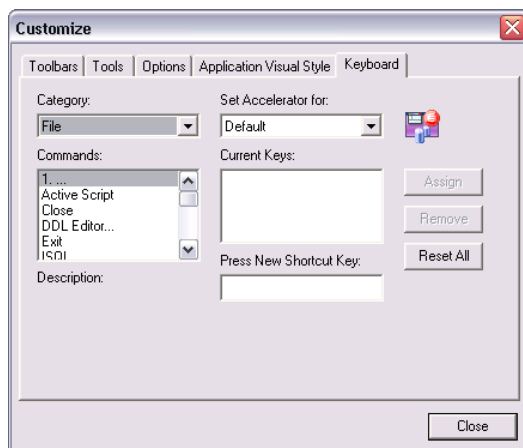 Customize
Toolbars Tools Options Application Visual Style Keyboard
Category:
Set Accelerator for:
File
Default
Commands:
Current Keys:
1. ...
Active Script
Close
DDL Editor...
Exit
ISQL
Assign
Remove
Reset All
Press New Shortcut Key:
Description:
Close